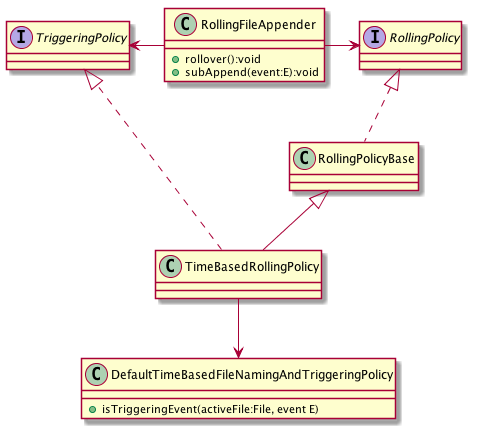 I TriggeringPolicy
C RollingFileAppender
rollover():void
subAppend(event:E):void
I RollingPolicy
C RollingPolicyBase
C TimeBasedRollingPolicy
C DefaultTimeBasedFileNamingAndTriggeringPolicy
isTriggeringEvent(activeFile:File, event E)